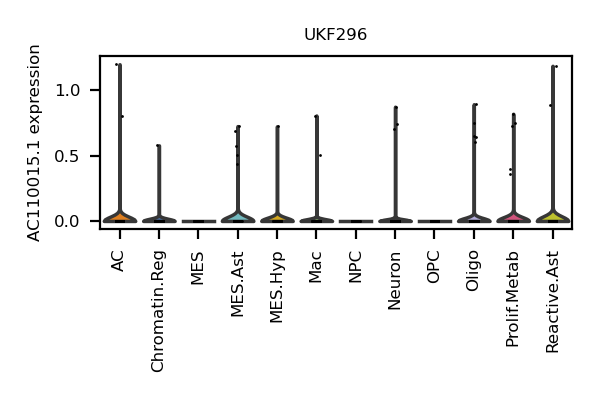 UKF296
AC110015.1 expression
1.0
0.5
0.0
AC
Chromatin.Reg
MES
MES.Ast
MES.Hyp
Mac
NPC
Neuron
OPC
Oligo
Prolif.Metab
Reactive.Ast